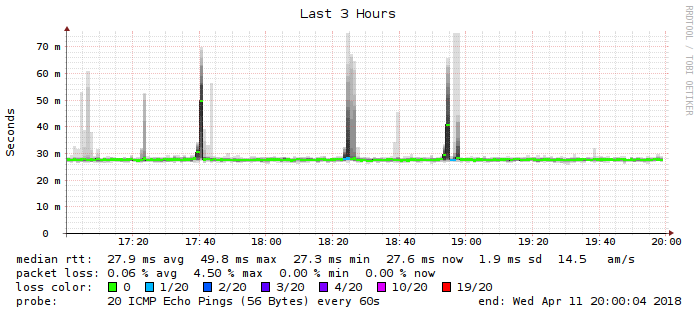 Last 3 Hours
RRDTOOL / TOBI OETIKER
Seconds
70 m
60 m
50 m
40 m
30 m
20 m
10 m
0
17:20 17:40 18:00 18:20 18:40 19:00 19:20 19:40 20:00
median rtt: 27.9 ms avg 49.8 ms max 27.3 ms min 27.6 ms now 1.9 ms sd 14.5 am/s
packet loss: 0.06 % avg 4.50 % max 0.00 % min 0.00 % now
loss color: 0 1/20 2/20 3/20 4/20 10/20 19/20
probe: 20 ICMP Echo Pings (56 Bytes) every 60s end: Wed Apr 11 20:00:04 2018